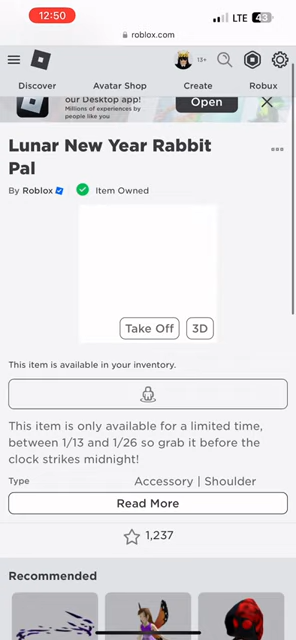 12:50
LTE 43
roblox.com
13+
Discover
Avatar Shop
Create
Robux
our Desktop app!
Millions of experiences by
people like you
Open
Lunar New Year Rabbit
Pal
By Roblox
Item Owned
Take Off
3D
This item is available in your inventory.
This item is only available for a limited time,
between 1/13 and 1/26 so grab it before the
clock strikes midnight!
Type
Accessory | Shoulder
Read More
1,237
Recommended